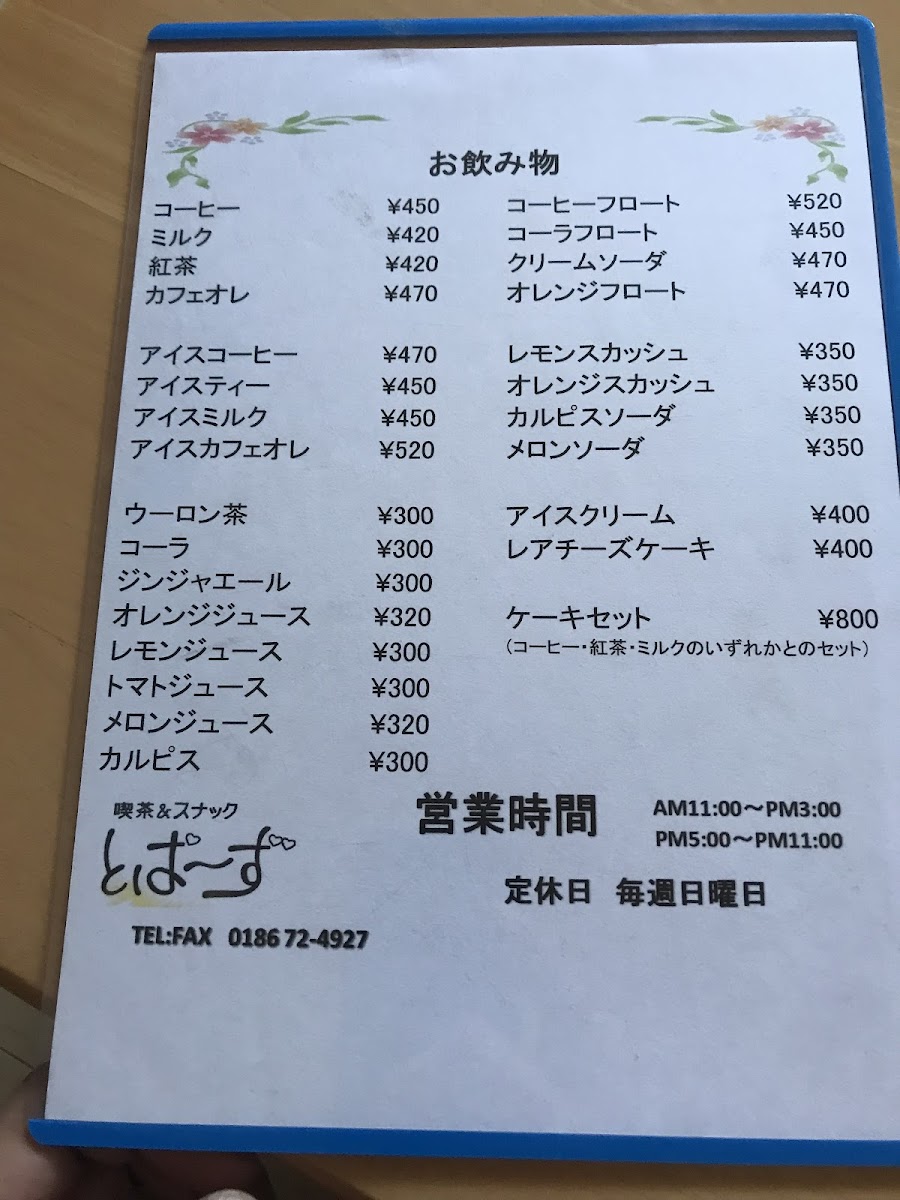 お飲み物
コーヒー ¥450
ミルク ¥420
紅茶 ¥420
カフェオレ ¥470
アイスコーヒー ¥470
アイスティー ¥450
アイスミルク ¥450
アイスカフェオレ ¥520
ウーロン茶 ¥300
コーラ ¥300
ジンジャエール ¥300
オレンジジュース ¥320
レモンジュース ¥300
トマトジュース ¥300
メロンジュース ¥320
カルピス ¥300
コーヒーフロート ¥520
コーラフロート ¥450
クリームソーダ ¥470
オレンジフロート ¥470
レモンスカッシュ ¥350
オレンジスカッシュ ¥350
カルピスソーダ ¥350
メロンソーダ ¥350
アイスクリーム ¥400
レアチーズケーキ ¥400
ケーキセット ¥800
(コーヒー・紅茶・ミルクのいずれかとのセット)
喫茶&スナック
とぱ～ず
TEL:FAX 0186 72-4927
営業時間 AM11:00～PM3:00
PM5:00～PM11:00
定休日 毎週日曜日